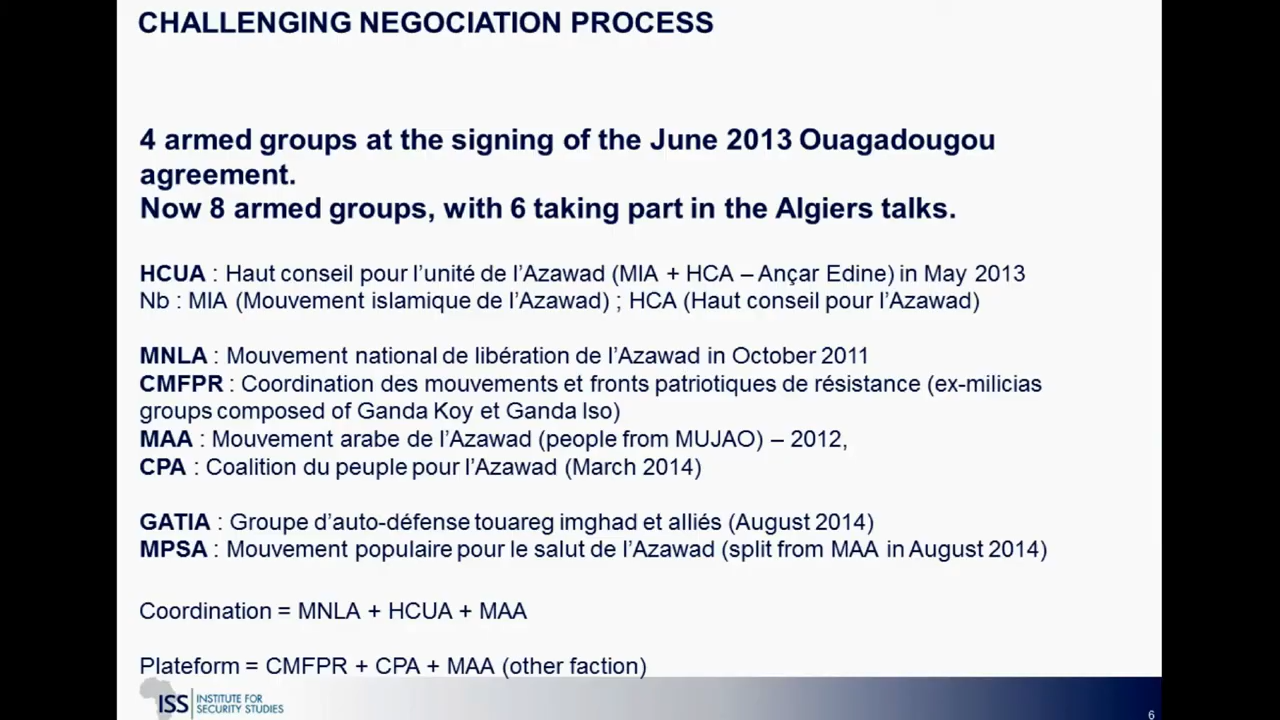 CHALLENGING NEGOCIATION PROCESS
4 armed groups at the signing of the June 2013 Ouagadougou
agreement.
Now 8 armed groups, with 6 taking part in the Algiers talks.
HCUA : Haut conseil pour l’unité de l’Azawad (MIA + HCA – Ançar Edine) in May 2013
Nb : MIA (Mouvement islamique de l’Azawad) ; HCA (Haut conseil pour l’Azawad)
MNLA : Mouvement national de libération de l’Azawad in October 2011
CMFPR : Coordination des mouvements et fronts patriotiques de résistance (ex-milicias
groups composed of Ganda Koy et Ganda Iso)
MAA : Mouvement arabe de l’Azawad (people from MUJAO) – 2012,
CPA : Coalition du peuple pour l’Azawad (March 2014)
GATIA : Groupe d’auto-défense touareg imghad et alliés (August 2014)
MPSA : Mouvement populaire pour le salut de l’Azawad (split from MAA in August 2014)
Coordination = MNLA + HCUA + MAA
Plateform = CMFPR + CPA + MAA (other faction)
ISS INSTITUTE FOR
SECURITY STUDIES
6